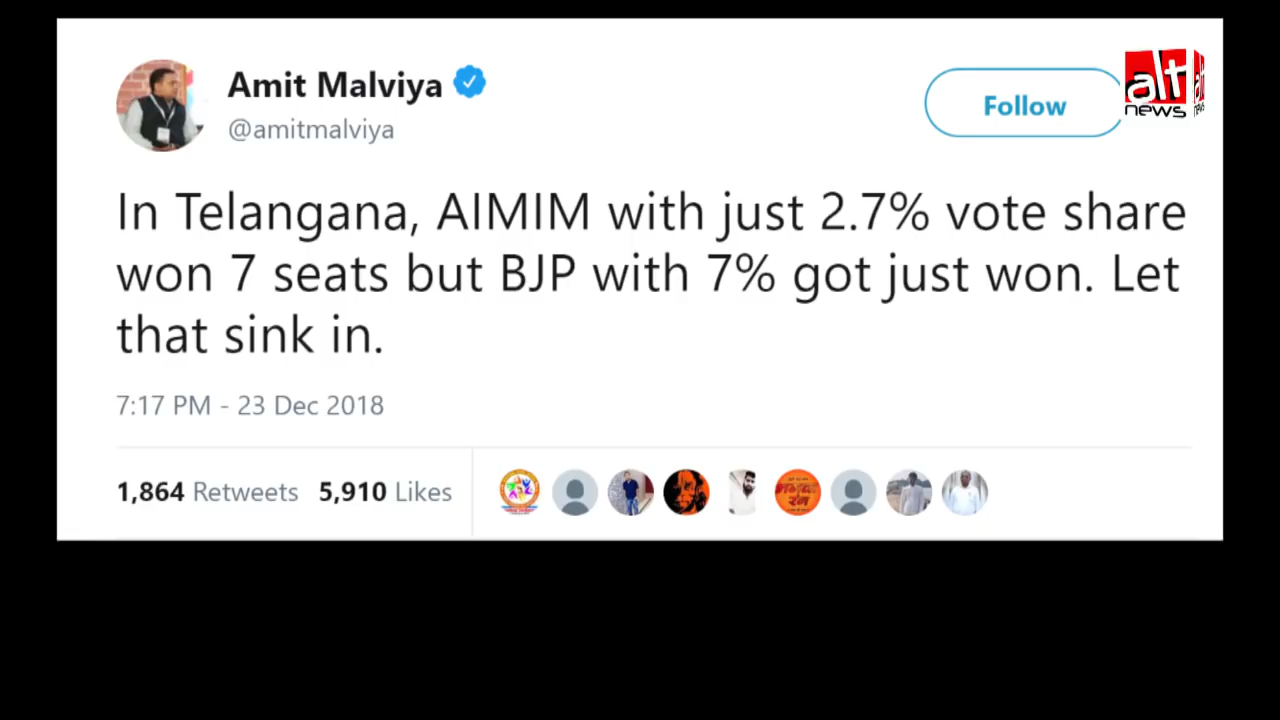 Amit Malviya
@amitmalviya
Follow
alt
news
In Telangana, AIMIM with just 2.7% vote share
won 7 seats but BJP with 7% got just won. Let
that sink in.
7:17 PM - 23 Dec 2018
1,864 Retweets 5,910 Likes